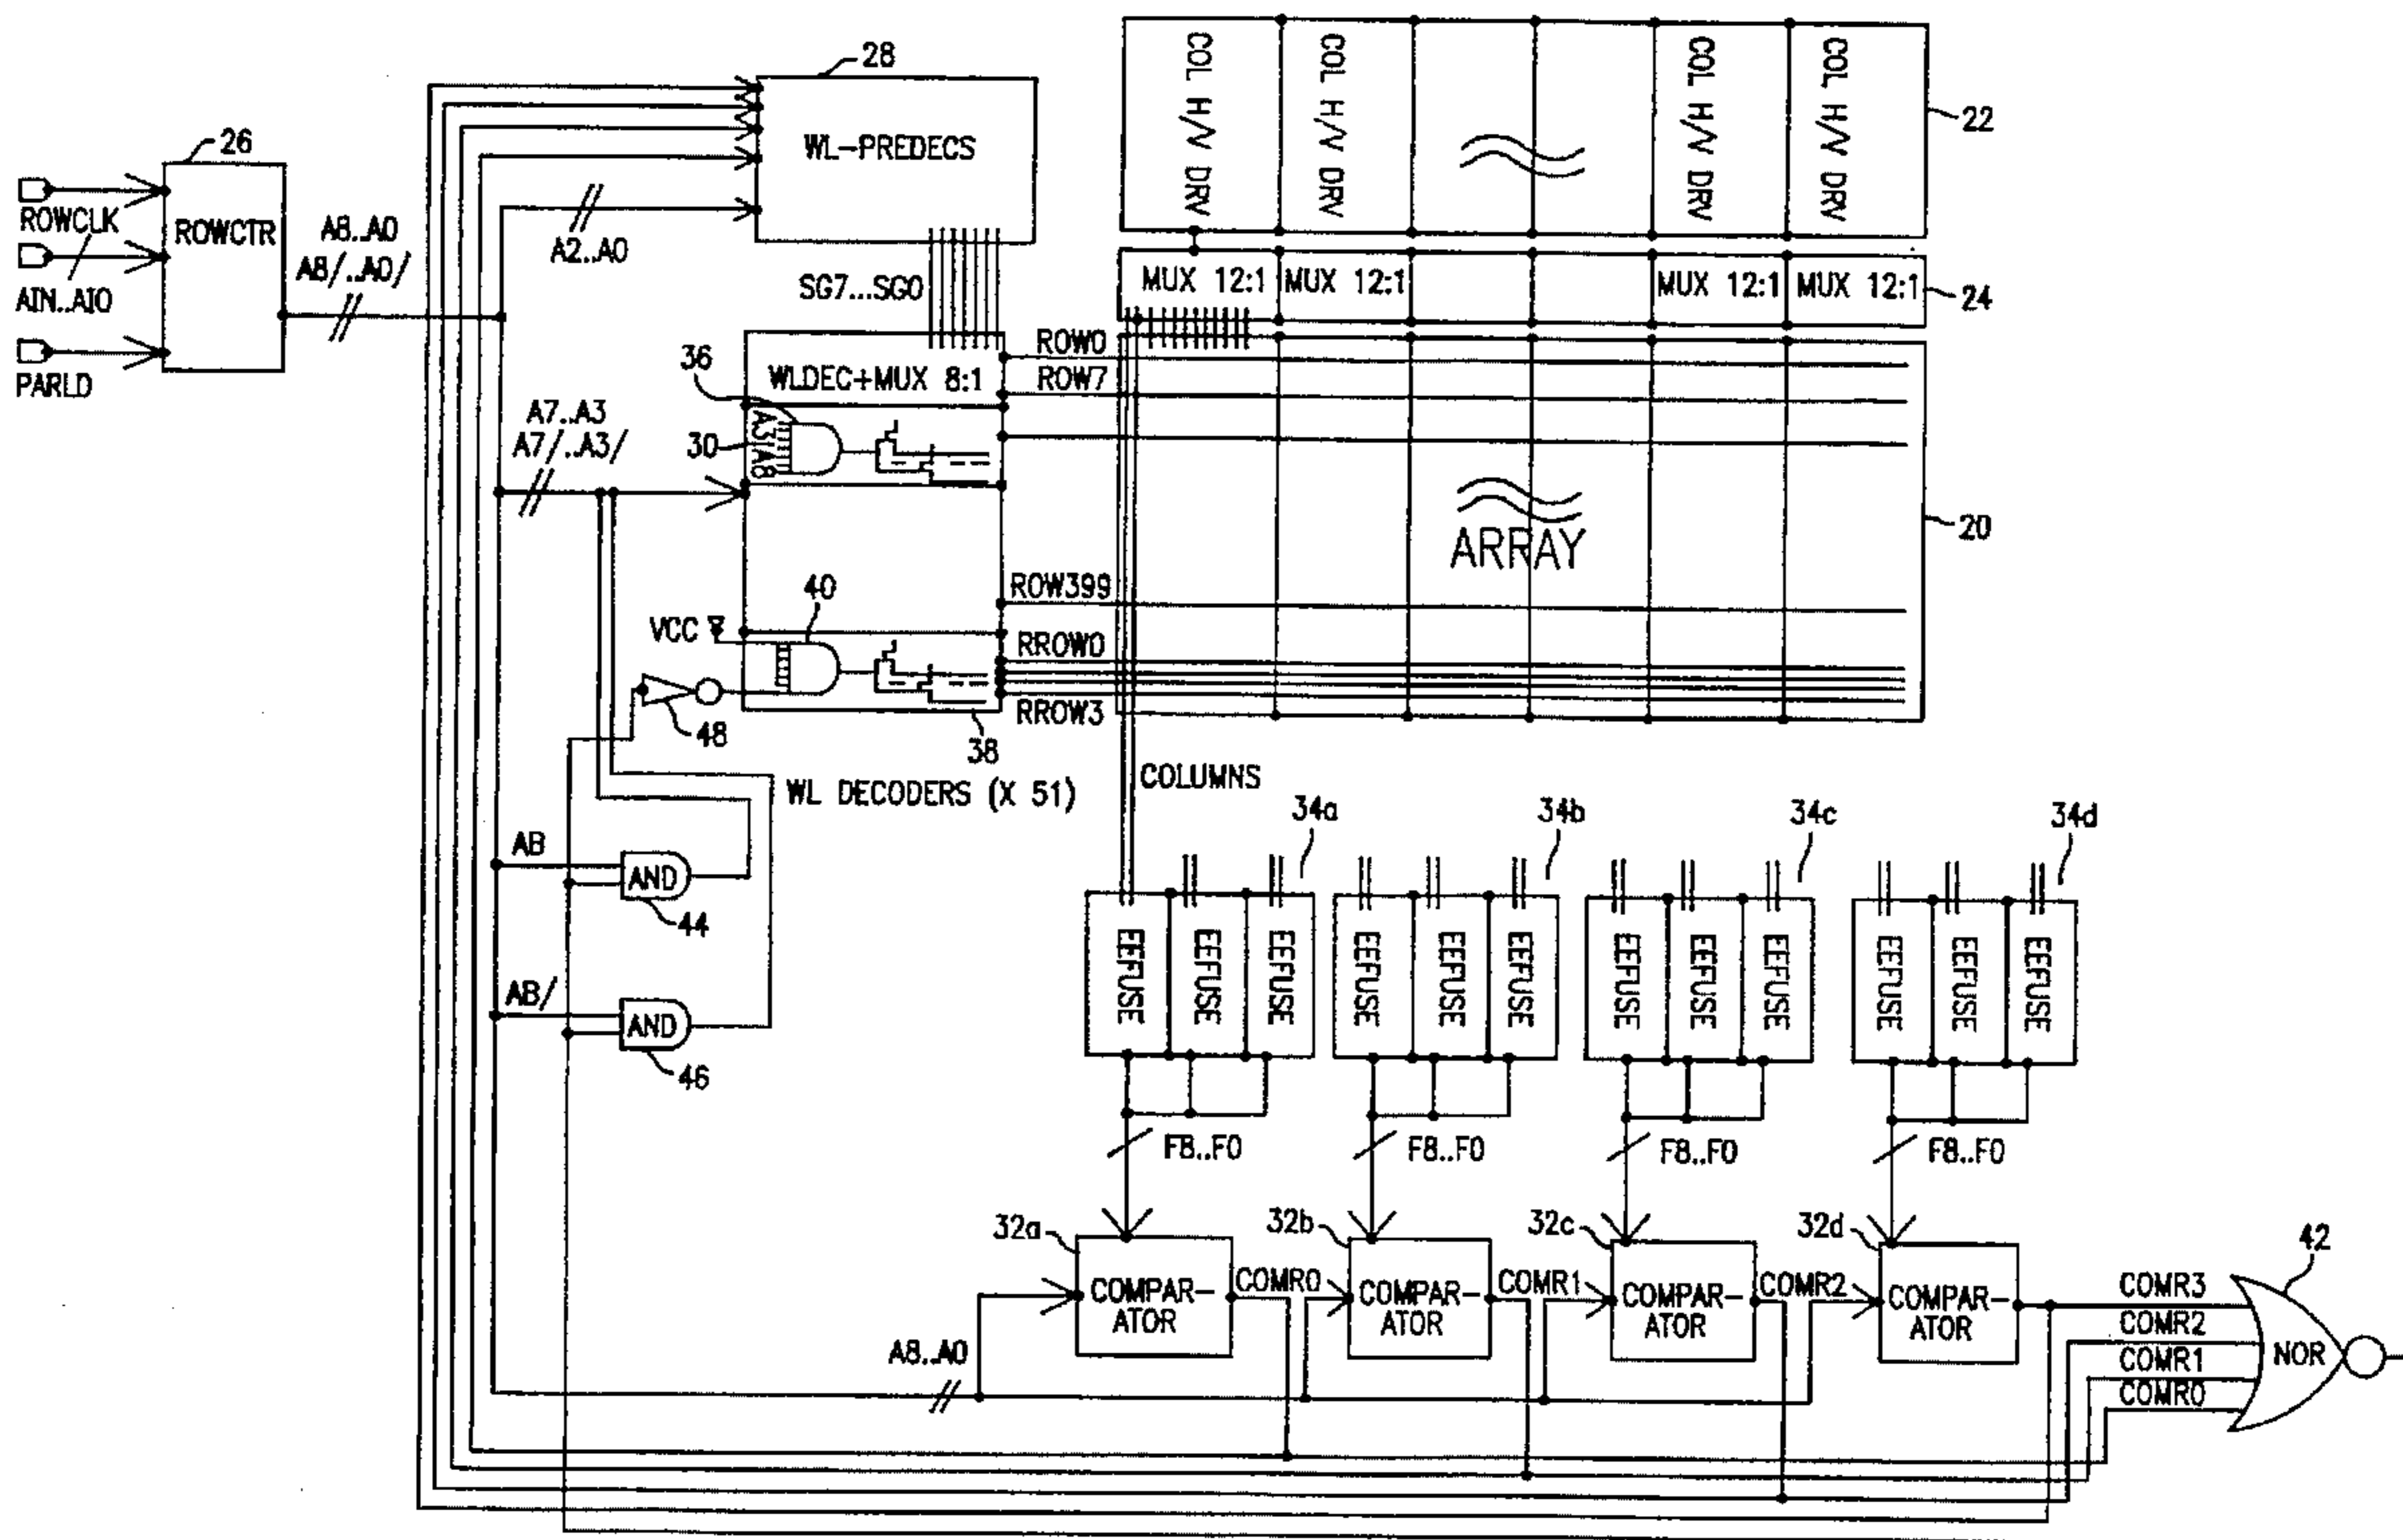 28
COL H/V DRV
COL H/V DRV
COL H/V DRV
COL H/V DRV
22
26
WL-PREDECS
ROWCLK
ROWCTR
A8..A0
A8/..A0/
A2..A0
AIN..AI0
PARLD
SG7...SG0
MUX 12:1
MUX 12:1
MUX 12:1
MUX 12:1
24
ROW0
36
WLDEC+MUX 8:1
ROW7
A7..A3
A7/..A3/
30
A3
A8
ARRAY
20
ROW399
40
VCC
RROW0
RROW3
48
38
COLUMNS
WL DECODERS (X 51)
34a
34b
34c
34d
AB
AND
44
EEFUSE
EEFUSE
EEFUSE
EEFUSE
EEFUSE
EEFUSE
EEFUSE
EEFUSE
EEFUSE
EEFUSE
EEFUSE
EEFUSE
AB/
AND
46
F8..F0
F8..F0
F8..F0
F8..F0
32a
32b
32c
32d
42
COMPAR-
ATOR
COMR0
COMPAR-
ATOR
COMR1
COMPAR-
ATOR
COMR2
COMPAR-
ATOR
COMR3
COMR2
COMR1
COMR0
NOR
A8..A0